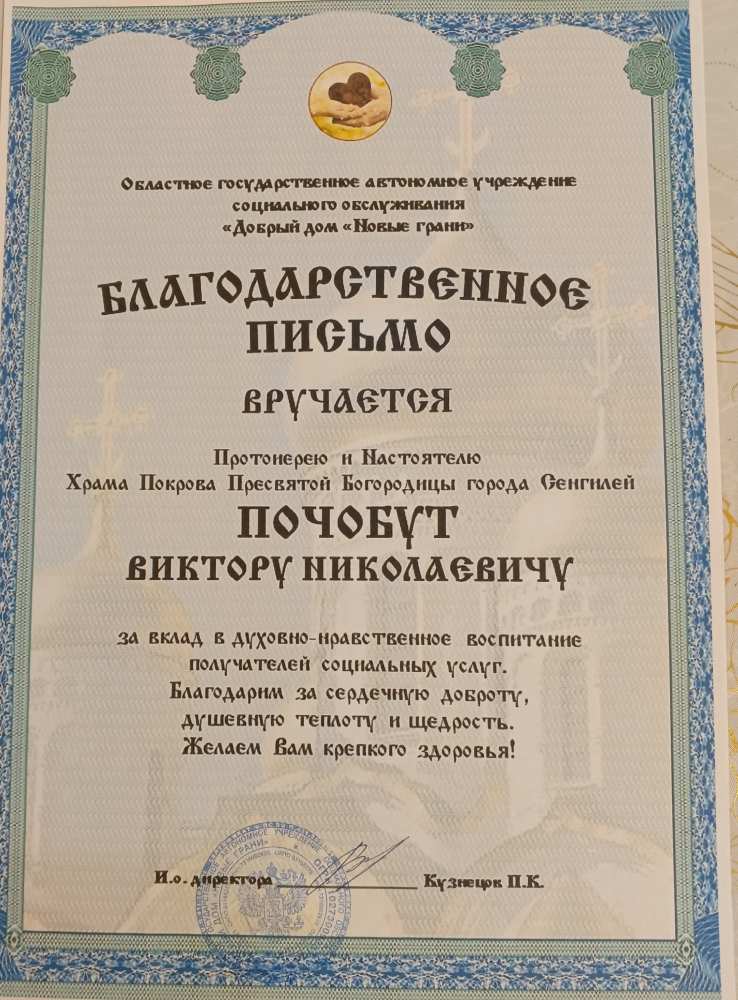 Областное государственное автономное учреждение
социального обслуживания
«Добрый дом «Новые грани»
БЛАГОДАРСТВЕННОЕ
ПИСЬМО
ВРУЧАЕТСЯ
Протоиерею и Настоятелю
Храма Покрова Пресвятой Богородицы города Сенгилей
ПОЧОБУТ
ВИКТОРУ НИКОЛАЕВИЧУ
за вклад в духовно-нравственное воспитание
получателей социальных услуг.
Благодарим за сердечную доброту,
душевную теплоту и щедрость.
Желаем Вам крепкого здоровья!
И.о. директора Кузнецов П.К.
АВТОНОМНОЕ УЧРЕЖДЕНИЕ